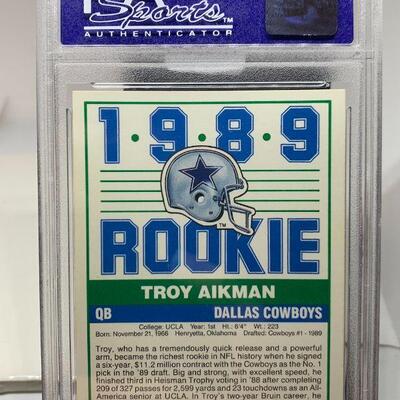 Sports™
AUTHENTICATOR
1·9·8·9
ROOKIE
TROY AIKMAN
QB DALLAS COWBOYS
College: UCLA Year: 1st Ht.: 6'4" Wt.: 223
Born: November 21, 1966 Henryetta, Oklahoma Drafted: Cowboys #1 - 1989
Troy, who has a tremendously quick release and a powerful
arm, became the richest rookie in NFL history when he signed
a six-year, $11.2 million contract with the Cowboys as the No. 1
pick in the '89 draft. Big and strong, with excellent speed, he
finished third in Heisman Trophy voting in '88 after completing
209 of 327 passes for 2,599 yards and 23 touchdowns as an All-
America senior at UCLA. In Troy's two-year Bruin career, he